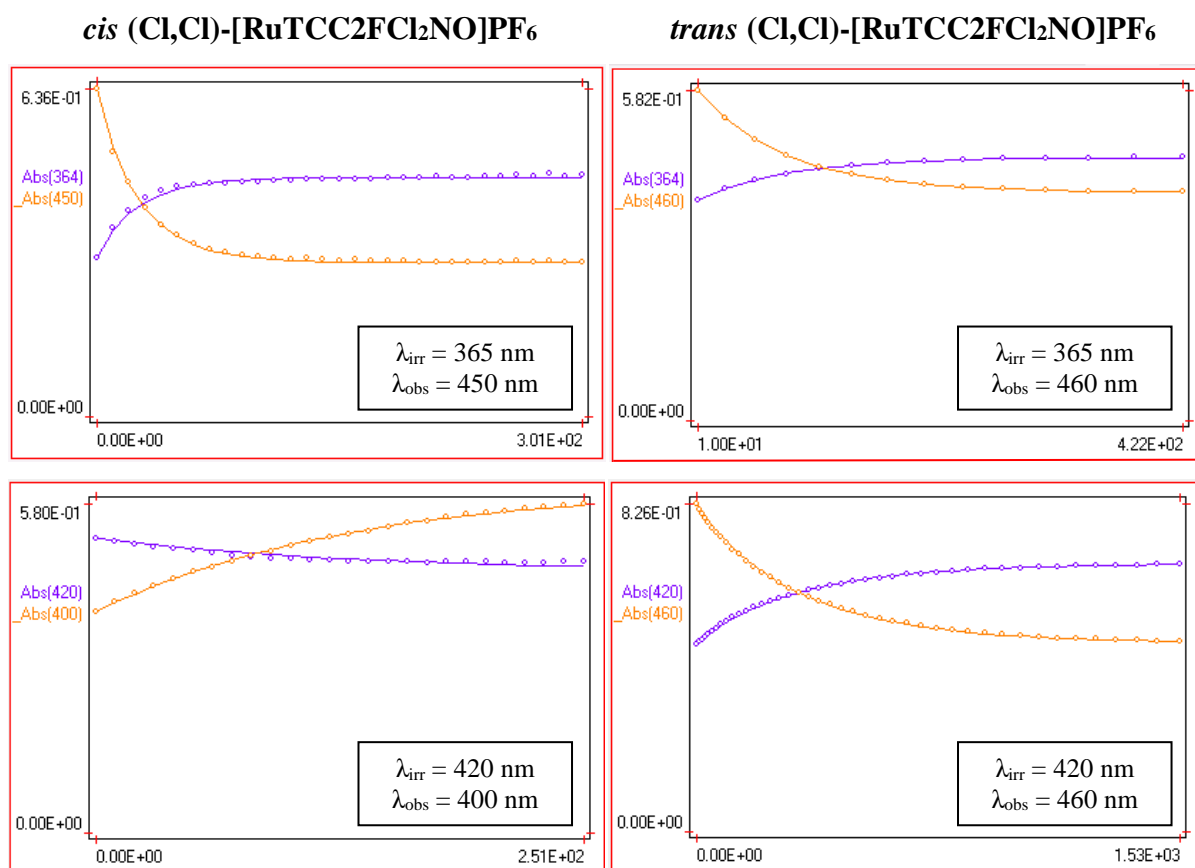 cis (Cl,Cl)-[RuTCC2FCl₂NO]PF₆
trans (Cl,Cl)-[RuTCC2FCl₂NO]PF₆
6.36E-01
Abs(364)
_Abs(450)
0.00E+00
0.00E+00
3.01E+02
λirr = 365 nm
λobs = 450 nm
5.82E-01
Abs(364)
_Abs(460)
0.00E+00
1.00E+01
4.22E+02
λirr = 365 nm
λobs = 460 nm
5.80E-01
Abs(420)
_Abs(400)
0.00E+00
0.00E+00
2.51E+02
λirr = 420 nm
λobs = 400 nm
8.26E-01
Abs(420)
_Abs(460)
0.00E+00
0.00E+00
1.53E+03
λirr = 420 nm
λobs = 460 nm